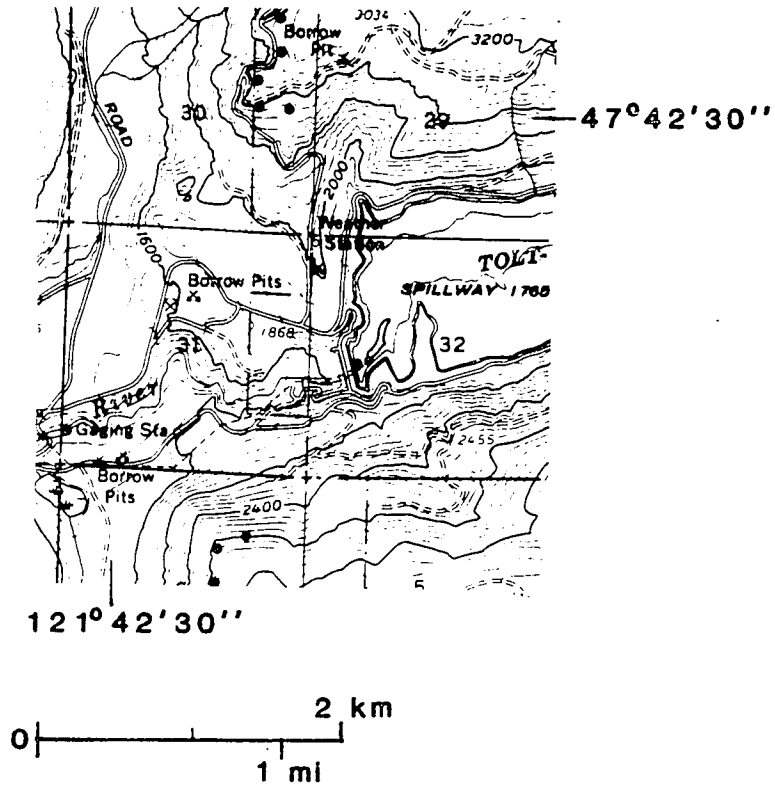 3034
Borrow
Pit
3200
ROAD
30
29
47°42'30"
2000
Weather
Station
1600
TOLT-
Borrow Pits
SPILLWAY 1768
1868
31
32
River
Gaging Sta
2455
Borrow
Pits
2400
5
121°42'30"
2 km
0
1 mi